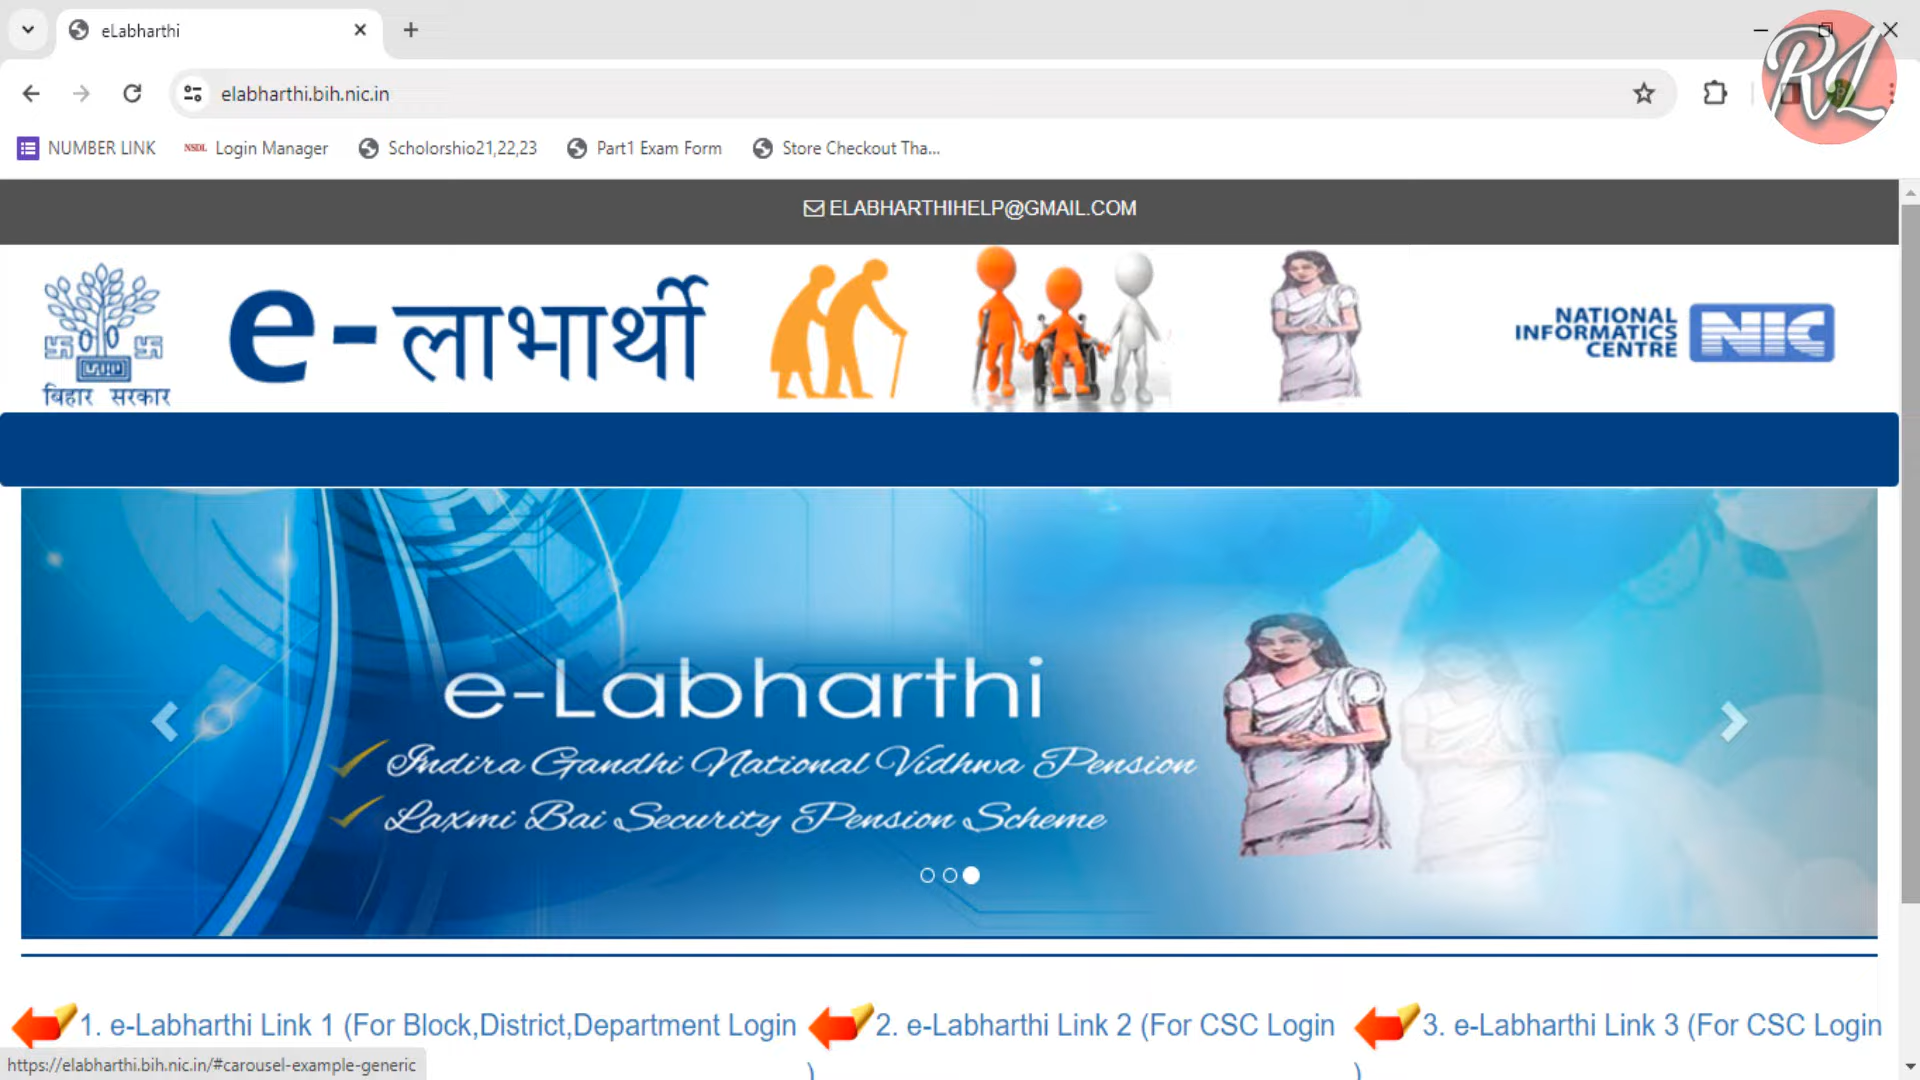 eLabharthi
elabharthi.bih.nic.in
NUMBER LINK
NSDL Login Manager
Scholorshio21,22,23
Part1 Exam Form
Store Checkout Tha...
RL
ELABHARTHIHELP@GMAIL.COM
बिहार सरकार
e-लाभार्थी
NATIONAL
INFORMATICS
CENTRE
NIC
e-Labharthi
Indira Gandhi National Vidhwa Pension
Laxmi Bai Security Pension Scheme
1. e-Labharthi Link 1 (For Block,District,Department Login
)
2. e-Labharthi Link 2 (For CSC Login
)
3. e-Labharthi Link 3 (For CSC Login
https://elabharthi.bih.nic.in/#carousel-example-generic